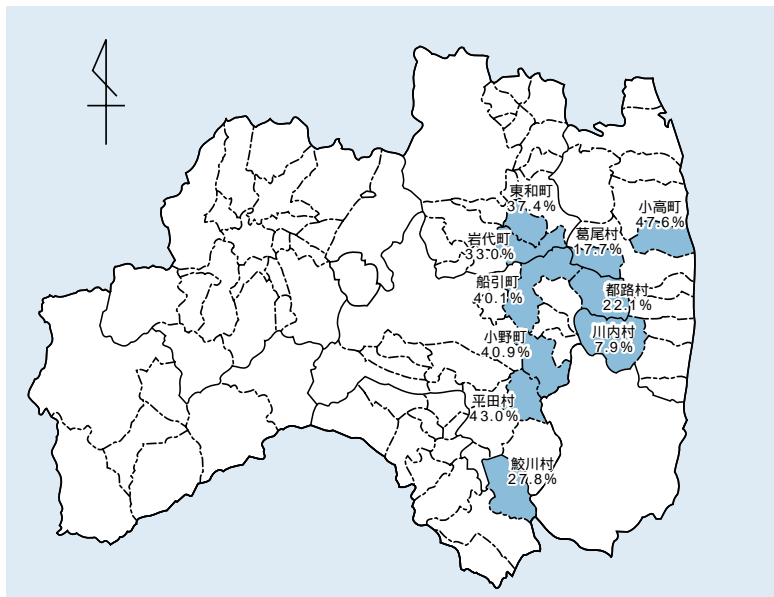 東和町
37.4%
小高町
47.6%
岩代町
33.0%
葛尾村
17.7%
船引町
40.1%
都路村
22.1%
川内村
7.9%
小野町
40.9%
平田村
43.0%
鮫川村
27.8%